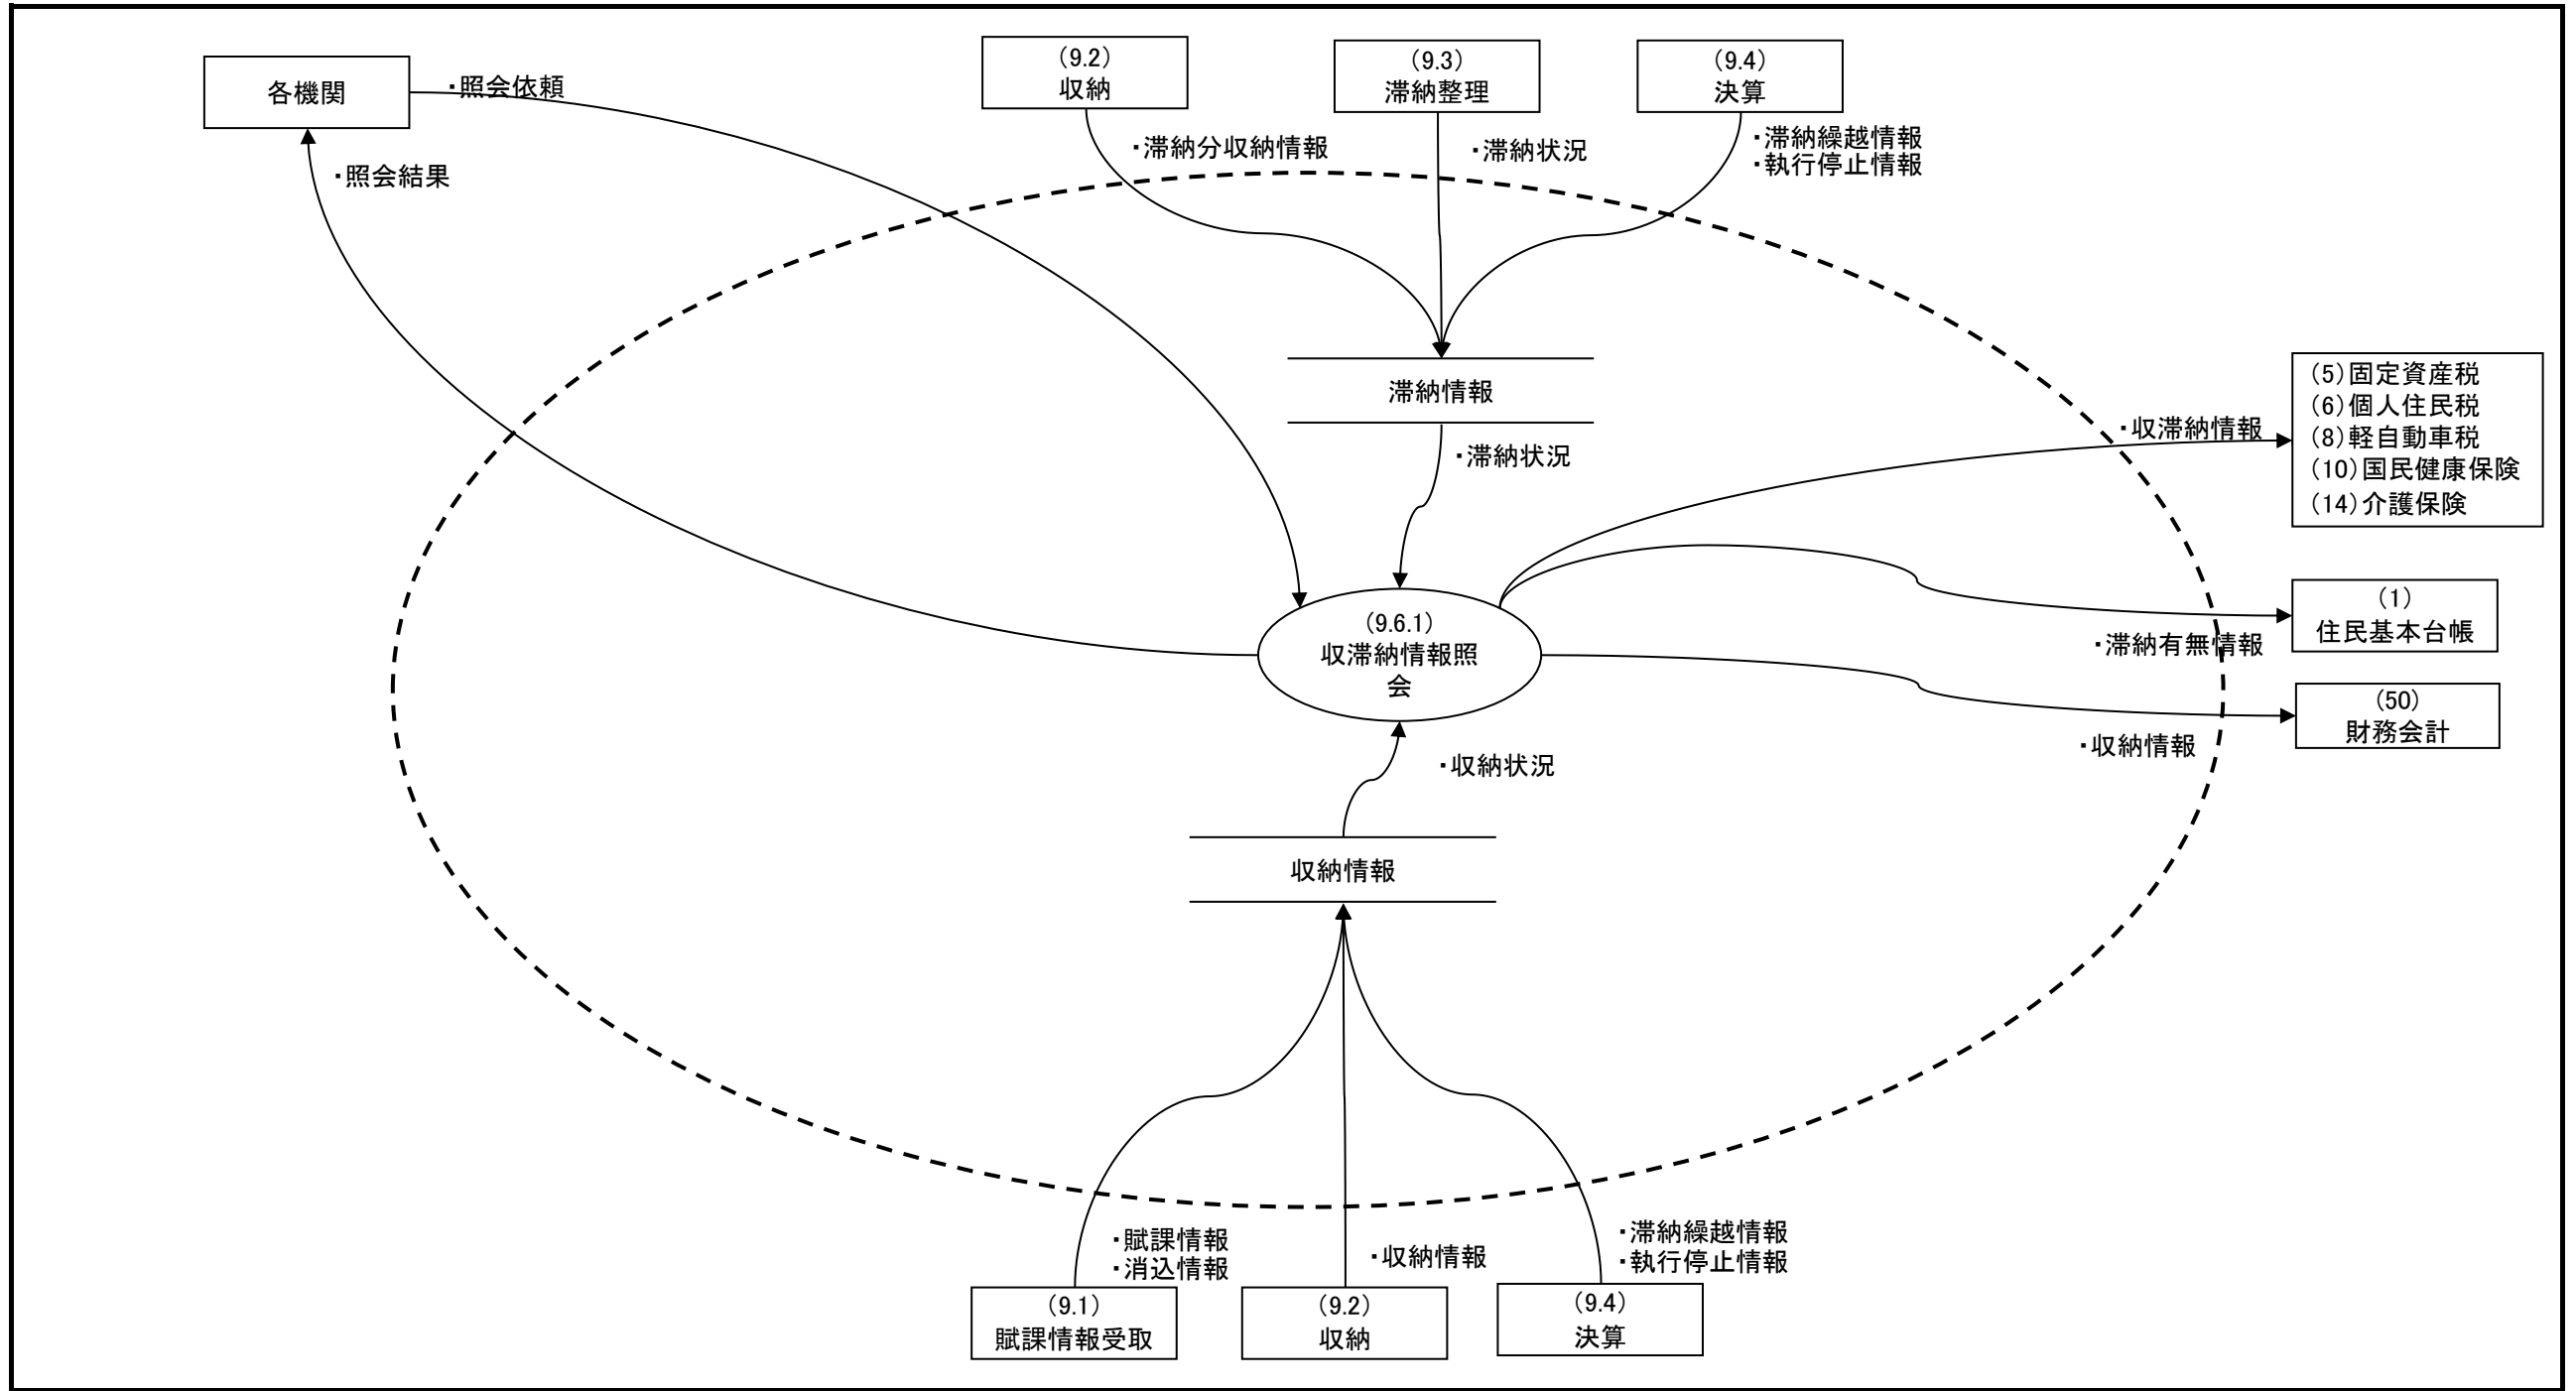 各機関
・照会依頼
・照会結果
（9.2）
収納
（9.3）
滞納整理
（9.4）
決算
・滞納分収納情報
・滞納状況
・滞納繰越情報
・執行停止情報
滞納情報
・滞納状況
・収滞納情報
（5）固定資産税
（6）個人住民税
（8）軽自動車税
（10）国民健康保険
（14）介護保険
（9.6.1）
収滞納情報照
会
（1）
住民基本台帳
・滞納有無情報
（50）
財務会計
・収納情報
・収納状況
収納情報
・賦課情報
・消込情報
・収納情報
・滞納繰越情報
・執行停止情報
（9.1）
賦課情報受取
（9.2）
収納
（9.4）
決算